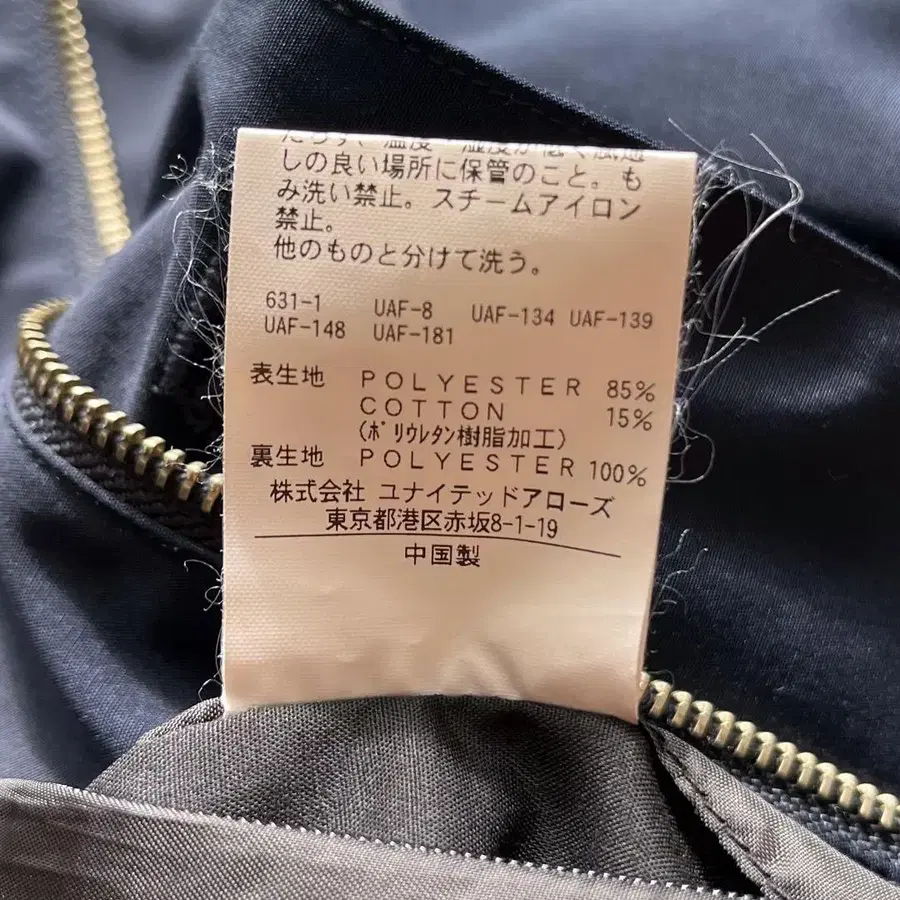 しの良い場所に保管のこと。も
み洗い禁止。スチームアイロン
禁止。
他のものと分けて洗う。
631-1 UAF-8 UAF-134 UAF-139
UAF-148 UAF-181
表生地 POLYESTER 85%
COTTON 15%
(ポリウレタン樹脂加工)
裏生地 POLYESTER 100%
株式会社 ユナイテッドアローズ
東京都港区赤坂8-1-19
中国製